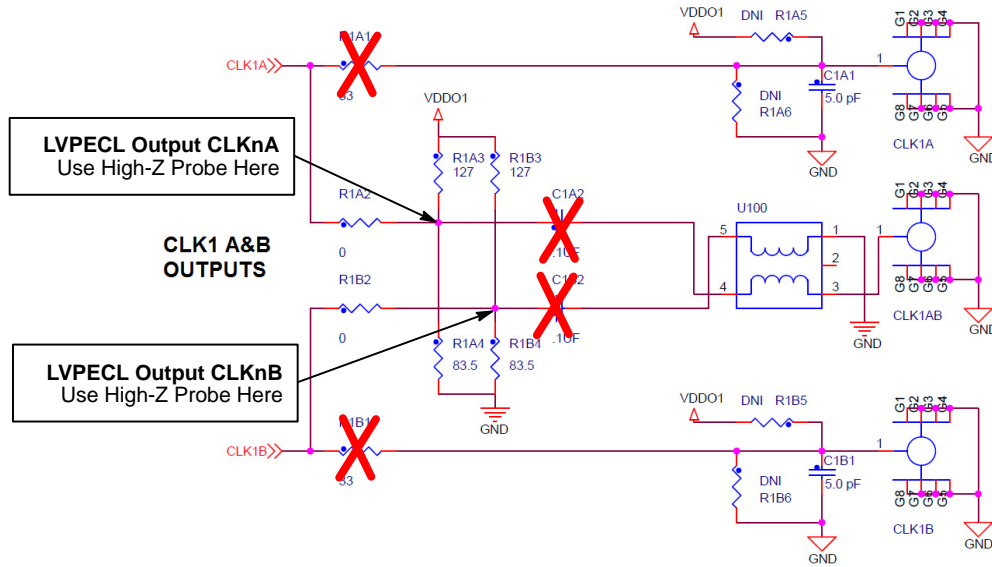 VDDO1
DNI R1A5
G1
G2
G3
G4
CLK1A
R1A1
33
1
C1A1
5.0 pF
DNI
R1A6
G8
G7
G6
G5
CLK1A
GND
GND
VDDO1
LVPECL Output CLKnA
Use High-Z Probe Here
R1A3
127
R1B3
127
R1A2
0
C1A2
.1UF
U100
5
1
2
4
3
G1
G2
G3
G4
1
G8
G7
G6
G5
CLK1AB
GND
GND
CLK1 A&B
OUTPUTS
R1B2
0
C1B2
.1UF
LVPECL Output CLKnB
Use High-Z Probe Here
R1A4
83.5
R1B4
83.5
GND
VDDO1
DNI R1B5
G1
G2
G3
G4
CLK1B
R1B1
33
1
C1B1
5.0 pF
DNI
R1B6
G8
G7
G6
G5
CLK1B
GND
GND